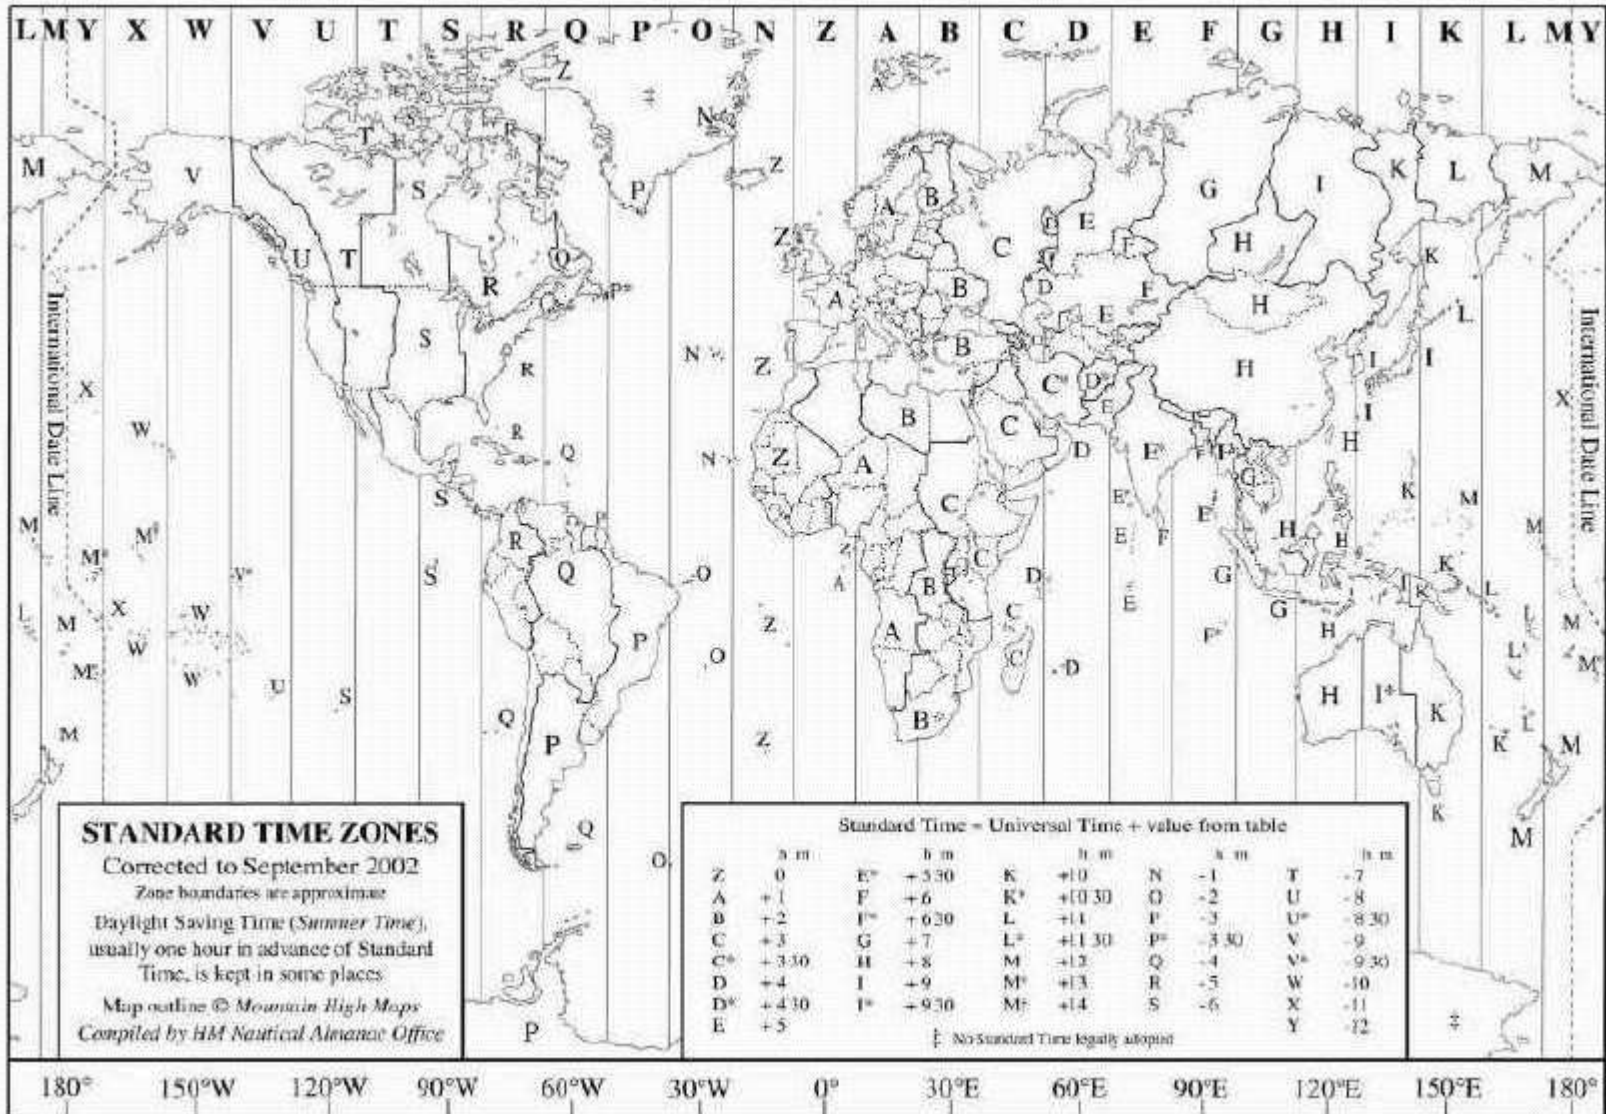 L M Y X W V U T S R Q P O N Z A B C D E F G H I K L M Y
International Date Line
International Date Line
STANDARD TIME ZONES
Corrected to September 2002
Zone boundaries are approximate
Daylight Saving Time (Summer Time),
usually one hour in advance of Standard
Time, is kept in some places
Map outline © Mountain High Maps
Compiled by HM Nautical Almanac Office
Standard Time = Universal Time + value from table
h m h m h m h m h m
Z 0 E* +5 30 K +10 N -1 T -7
A +1 F +6 K* +10 30 O -2 U -8
B +2 F* +6 30 L +11 P -3 U* -8 30
C +3 G +7 L* +11 30 P* -3 30 V -9
C* +3 30 H +8 M +12 Q -4 V* -9 30
D +4 I +9 M* +13 R -5 W -10
D* +4 30 I* +9 30 M‡ +14 S -6 X -11
E +5 Y -12
‡ No Standard Time legally adopted
180° 150°W 120°W 90°W 60°W 30°W 0° 30°E 60°E 90°E 120°E 150°E 180°